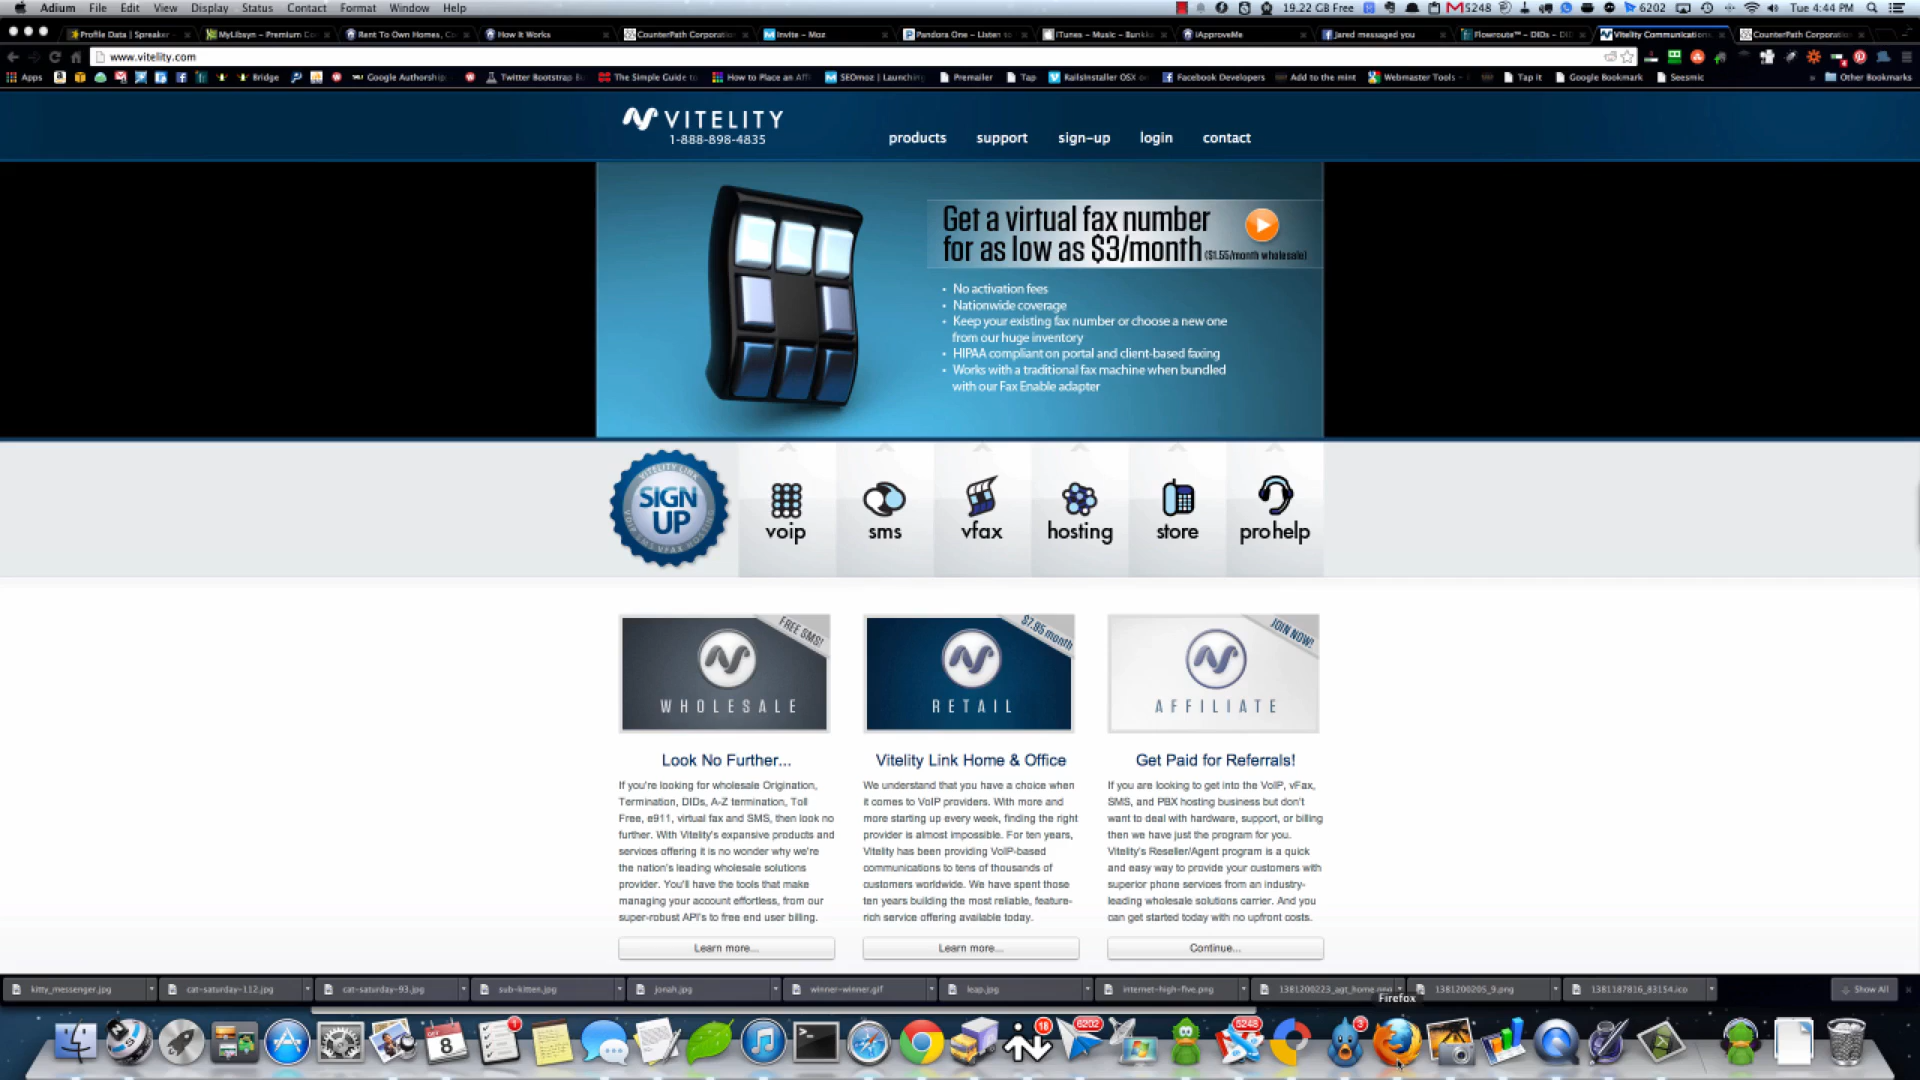 Adium File Edit View Display Status Contact Format Window Help 19.22 GB Free 5248 6202 Tue 4:44 PM
Profile Data | Spreaker MyLibsyn - Premium Co Rent To Own Homes, C How It Works CounterPath Corporatio Invite - Moz Pandora One - Listen to iTunes - Music - Bankk iApproveMe Jared messaged you Flowroute™ - DIDs - DID Vitelity Communication CounterPath Corporatio
www.vitelity.com
Apps Bridge Google Authorship Twitter Bootstrap The Simple Guide to How to Place an Aff SEOmoz | Launching Premailer Tap RailsInstaller OSX Facebook Developers Add to the mint Webmaster Tools Tap it Google Bookmark Seesmic Other Bookmarks
VITELITY
1-888-898-4835
products support sign-up login contact
Get a virtual fax number
for as low as $3/month ($1.55/month wholesale)
• No activation fees
• Nationwide coverage
• Keep your existing fax number or choose a new one
from our huge inventory
• HIPAA compliant on portal and client-based faxing
• Works with a traditional fax machine when bundled
with our Fax Enable adapter
VITELITY LINK
SIGN
UP
VOIP SMS VFAX HOSTING
voip sms vfax hosting store prohelp
FREE SMS!
WHOLESALE
$7.95 month
RETAIL
JOIN NOW!
AFFILIATE
Look No Further...
If you're looking for wholesale Origination,
Termination, DIDs, A-Z termination, Toll
Free, e911, virtual fax and SMS, then look no
further. With Vitelity's expansive products and
services offering it is no wonder why we're
the nation's leading wholesale solutions
provider. You'll have the tools that make
managing your account effortless, from our
super-robust API's to free end user billing.
Learn more...
Vitelity Link Home & Office
We understand that you have a choice when
it comes to VoIP providers. With more and
more starting up every week, finding the right
provider is almost impossible. For ten years,
Vitelity has been providing VoIP-based
communications to tens of thousands of
customers worldwide. We have spent those
ten years building the most reliable, feature-
rich service offering available today.
Learn more...
Get Paid for Referrals!
If you are looking to get into the VoIP, vFax,
SMS, and PBX hosting business but don't
want to deal with hardware, support, or billing
then we have just the program for you.
Vitelity's Reseller/Agent program is a quick
and easy way to provide your customers with
superior phone services from an industry-
leading wholesale solutions carrier. And you
can get started today with no upfront costs.
Continue...
kitty_messenger.jpg cat-saturday-112.jpg cat-saturday-93.jpg sub-kitten.jpg jonah.jpg winner-winner.gif leap.jpg internet-high-five.png 1381200223_agt_home.png 1381200205_9.png 1381187816_83154.ico Show All
Firefox
OCT
8
1 18 6202 5248 3